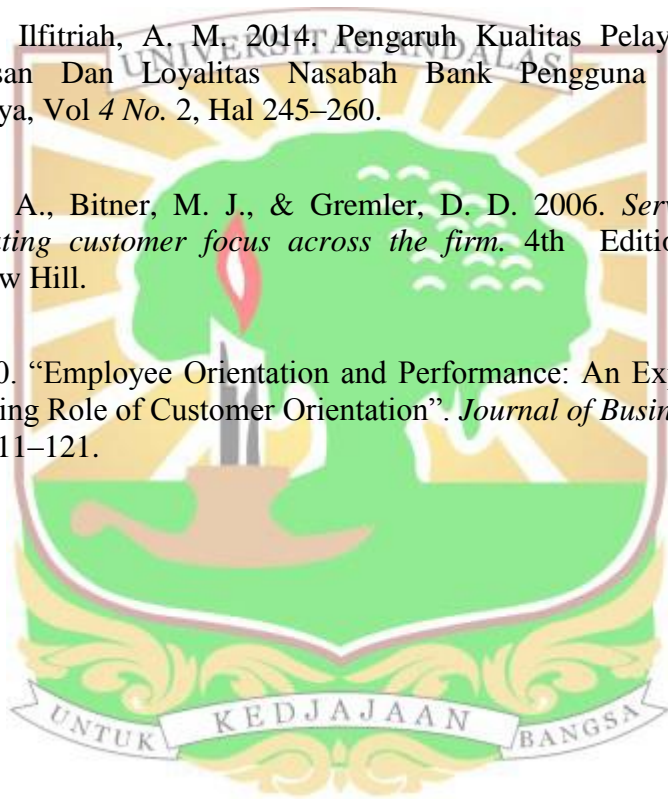 Ilfitriah, A. M. 2014. Pengaruh Kualitas Pelay
san Dan Loyalitas Nasabah Bank Pengguna
ya, Vol 4 No. 2, Hal 245–260.
UNIVERSITAS ANDALAS
A., Bitner, M. J., & Gremler, D. D. 2006. Serv
ting customer focus across the firm. 4th Editio
w Hill.
0. “Employee Orientation and Performance: An Ex
ing Role of Customer Orientation”. Journal of Busin
11–121.
UNTUK KEDJAJAAN BANGSA